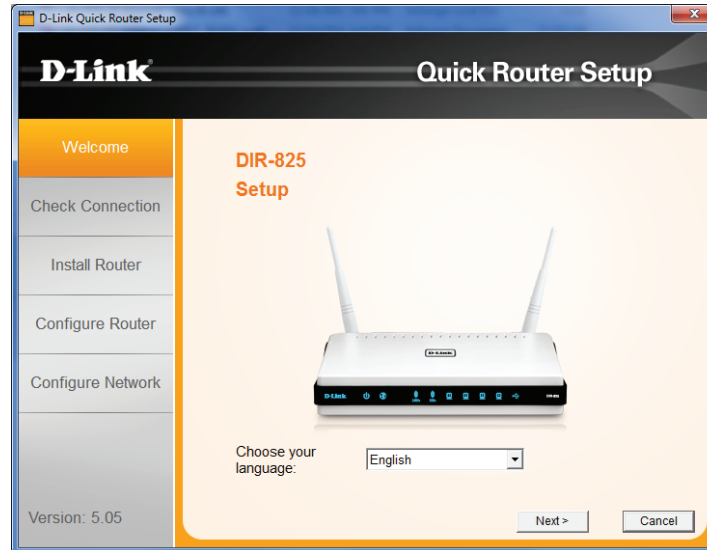 D-Link Quick Router Setup
D-Link®
Quick Router Setup
Welcome
Check Connection
Install Router
Configure Router
Configure Network
Version: 5.05
DIR-825
Setup
D-Link
D-Link
Choose your
language:
English
Next >
Cancel